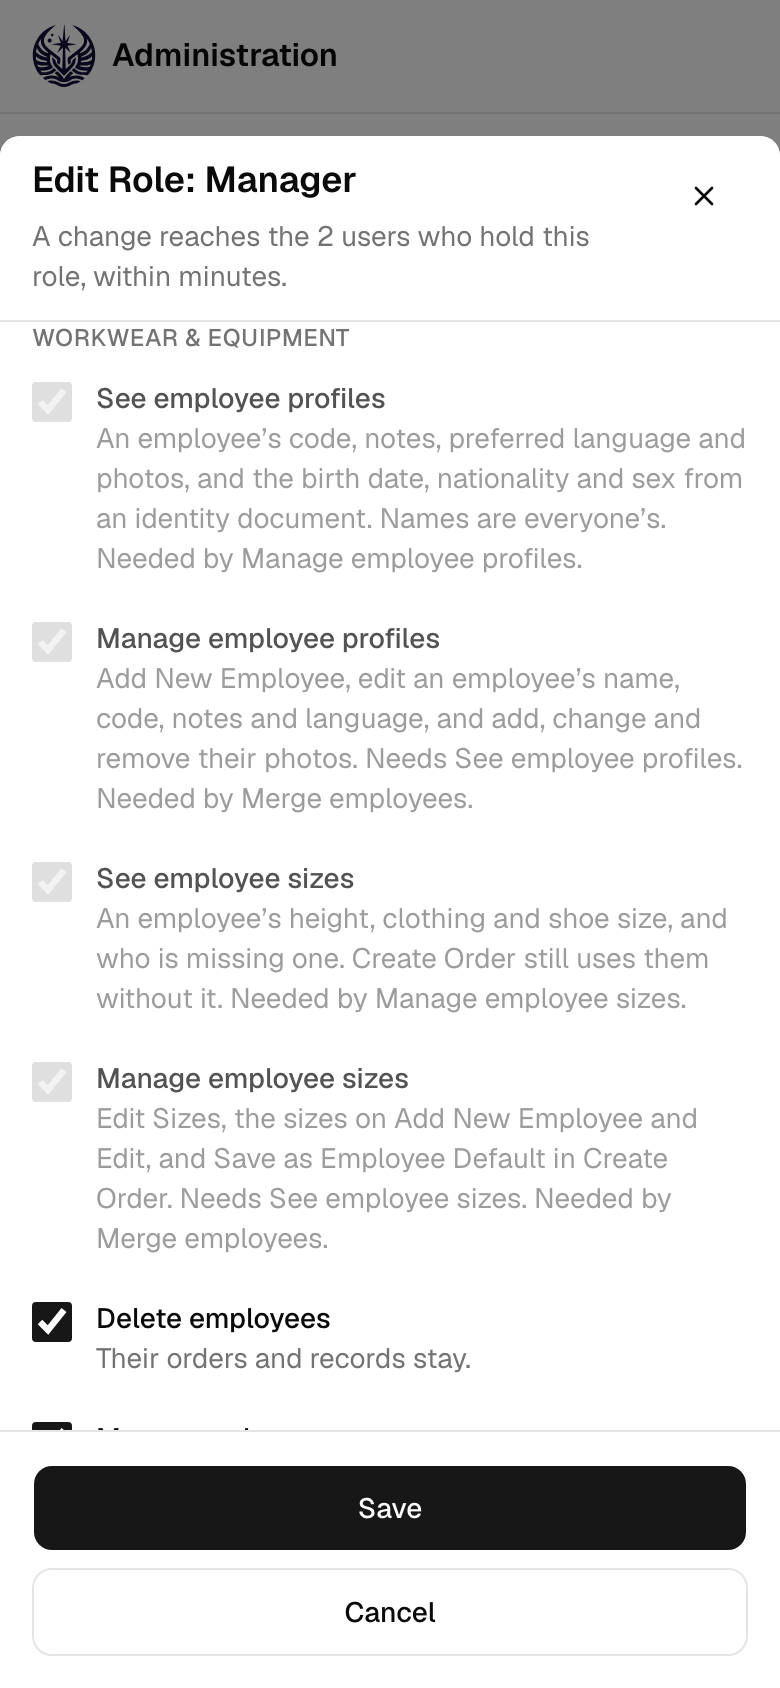 Administration
Edit Role: Manager
A change reaches the 2 users who hold this
role, within minutes.
WORKWEAR & EQUIPMENT
See employee profiles
An employee’s code, notes, preferred language and
photos, and the birth date, nationality and sex from
an identity document. Names are everyone’s.
Needed by Manage employee profiles.
Manage employee profiles
Add New Employee, edit an employee’s name,
code, notes and language, and add, change and
remove their photos. Needs See employee profiles.
Needed by Merge employees.
See employee sizes
An employee’s height, clothing and shoe size, and
who is missing one. Create Order still uses them
without it. Needed by Manage employee sizes.
Manage employee sizes
Edit Sizes, the sizes on Add New Employee and
Edit, and Save as Employee Default in Create
Order. Needs See employee sizes. Needed by
Merge employees.
Delete employees
Their orders and records stay.
Save
Cancel